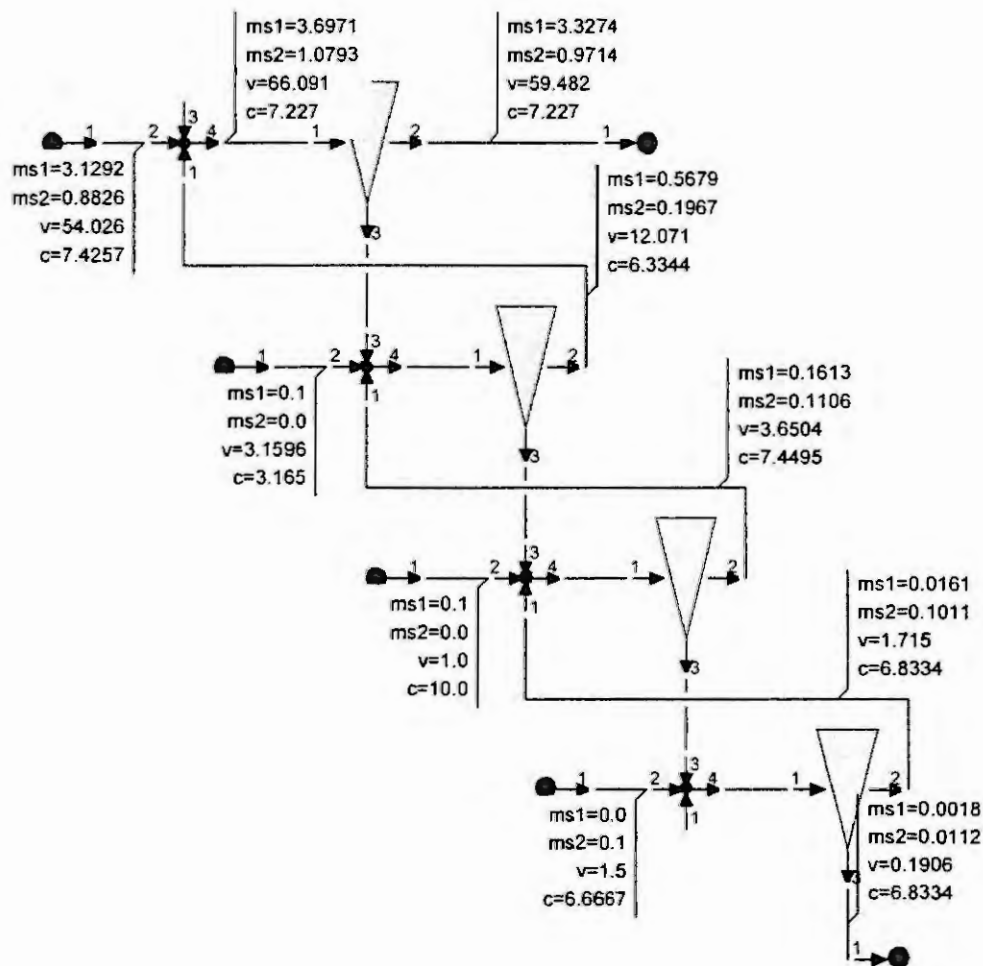 ms1=3.6971
ms2=1.0793
v=66.091
c=7.227
ms1=3.3274
ms2=0.9714
v=59.482
c=7.227
3
1
2
4
1
2
1
1
3
ms1=3.1292
ms2=0.8826
v=54.026
c=7.4257
ms1=0.5679
ms2=0.1967
v=12.071
c=6.3344
3
1
2
4
1
2
1
3
ms1=0.1
ms2=0.0
v=3.1596
c=3.165
ms1=0.1613
ms2=0.1106
v=3.6504
c=7.4495
3
1
2
4
1
2
1
3
ms1=0.1
ms2=0.0
v=1.0
c=10.0
ms1=0.0161
ms2=0.1011
v=1.715
c=6.8334
3
1
2
4
1
2
1
3
ms1=0.0
ms2=0.1
v=1.5
c=6.6667
ms1=0.0018
ms2=0.0112
v=0.1906
c=6.8334
1